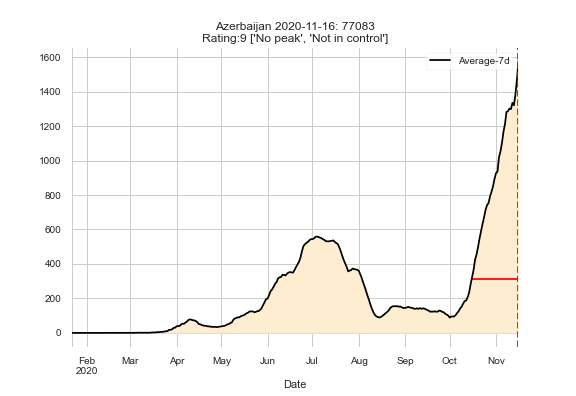 Azerbaijan 2020-11-16: 77083
Rating:9 ['No peak', 'Not in control']
Average-7d
1600
1400
1200
1000
800
600
400
200
0
Feb Mar Apr May Jun Jul Aug Sep Oct Nov
2020
Date